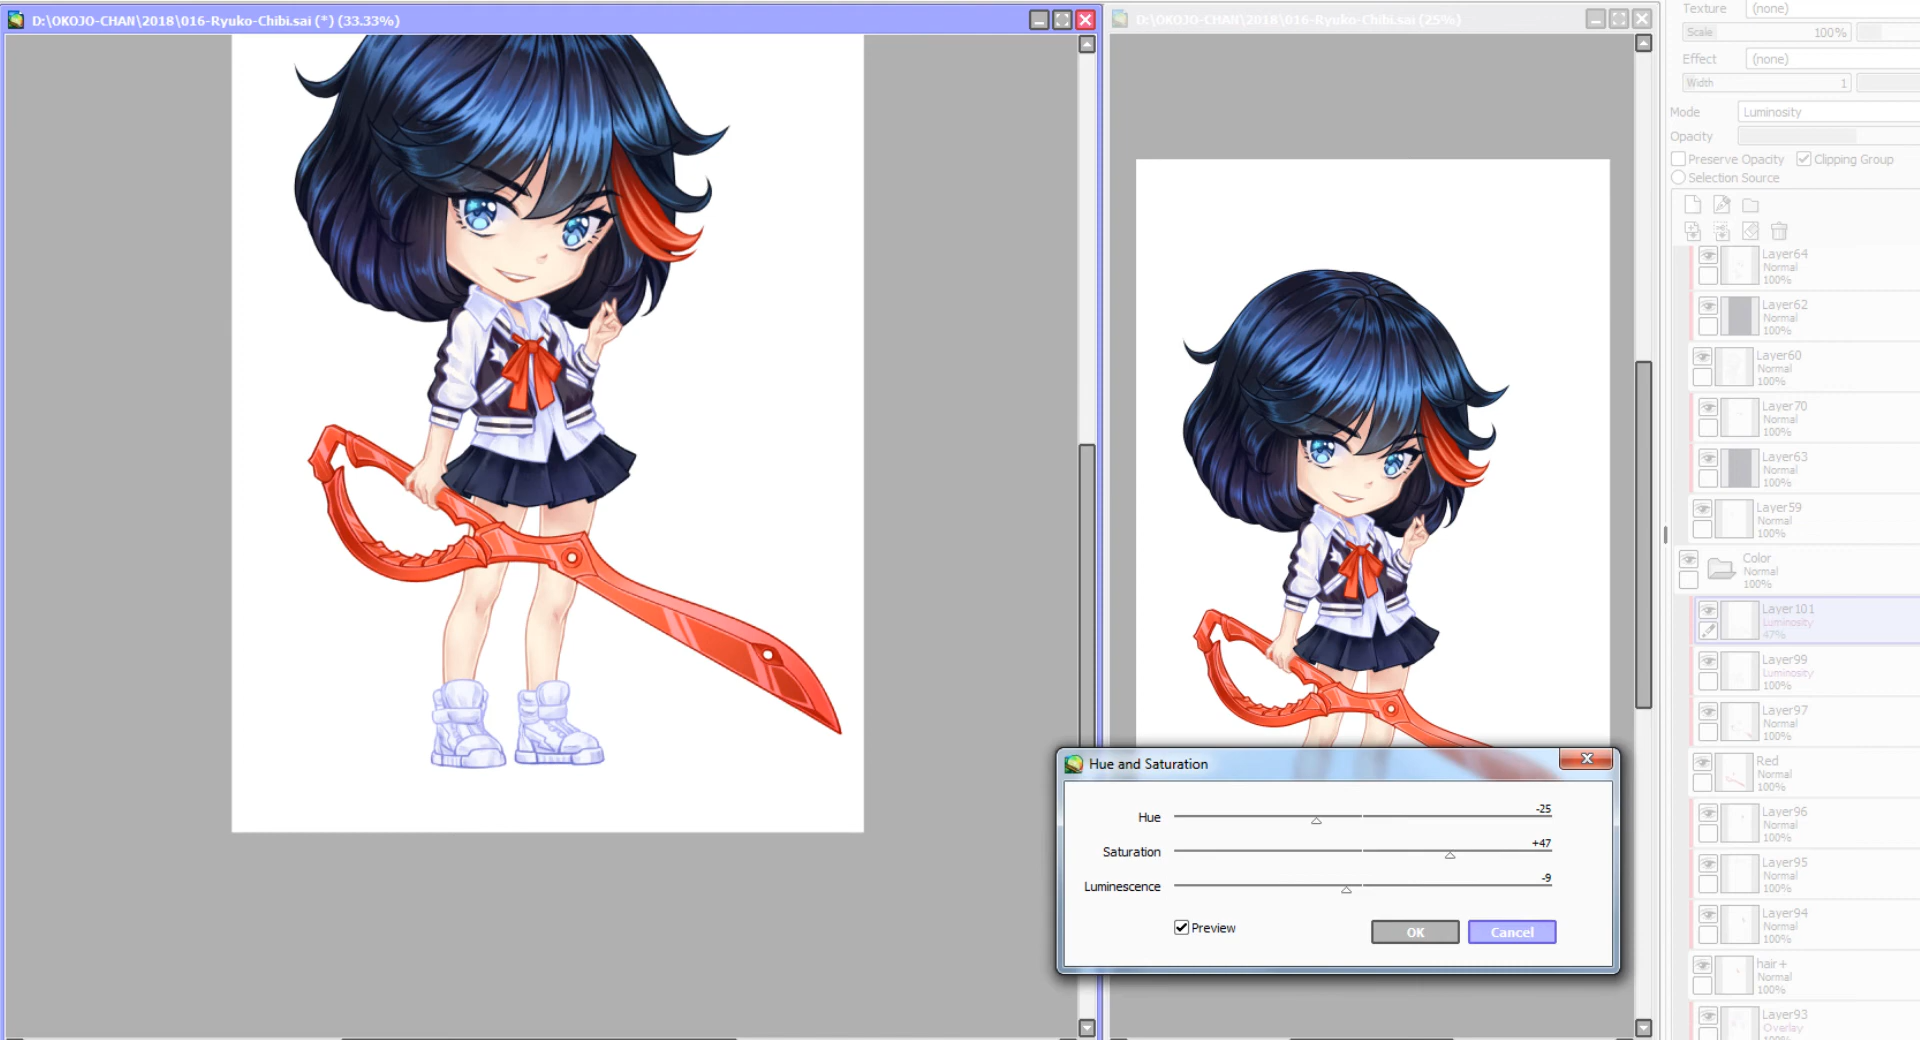 D:\OKOJO-CHAN\2018\016-Ryuko-Chibi.sai (*) (33.33%)
D:\OKOJO-CHAN\2018\016-Ryuko-Chibi.sai (25%)
Texture (none)
Scale 100%
Effect (none)
Width 1
Mode Luminosity
Opacity
Preserve Opacity Clipping Group
Selection Source
Layer64
Normal
100%
Layer62
Normal
100%
Layer60
Normal
100%
Layer70
Normal
100%
Layer63
Normal
100%
Layer59
Normal
100%
Color
Normal
100%
Layer101
Luminosity
47%
Layer99
Luminosity
100%
Layer97
Normal
100%
Red
Normal
100%
Layer96
Normal
100%
Layer95
Normal
100%
Layer94
Normal
100%
hair+
Normal
100%
Layer93
Overlay
100%
Hue and Saturation
Hue -25
Saturation +47
Luminescence -9
Preview OK Cancel